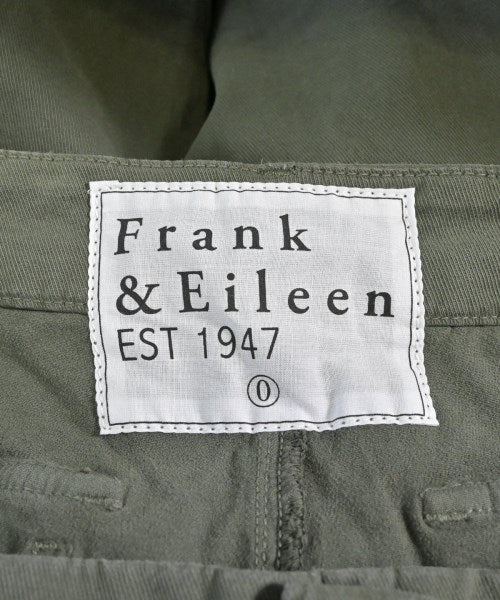 Frank
& Eileen
EST 1947
0